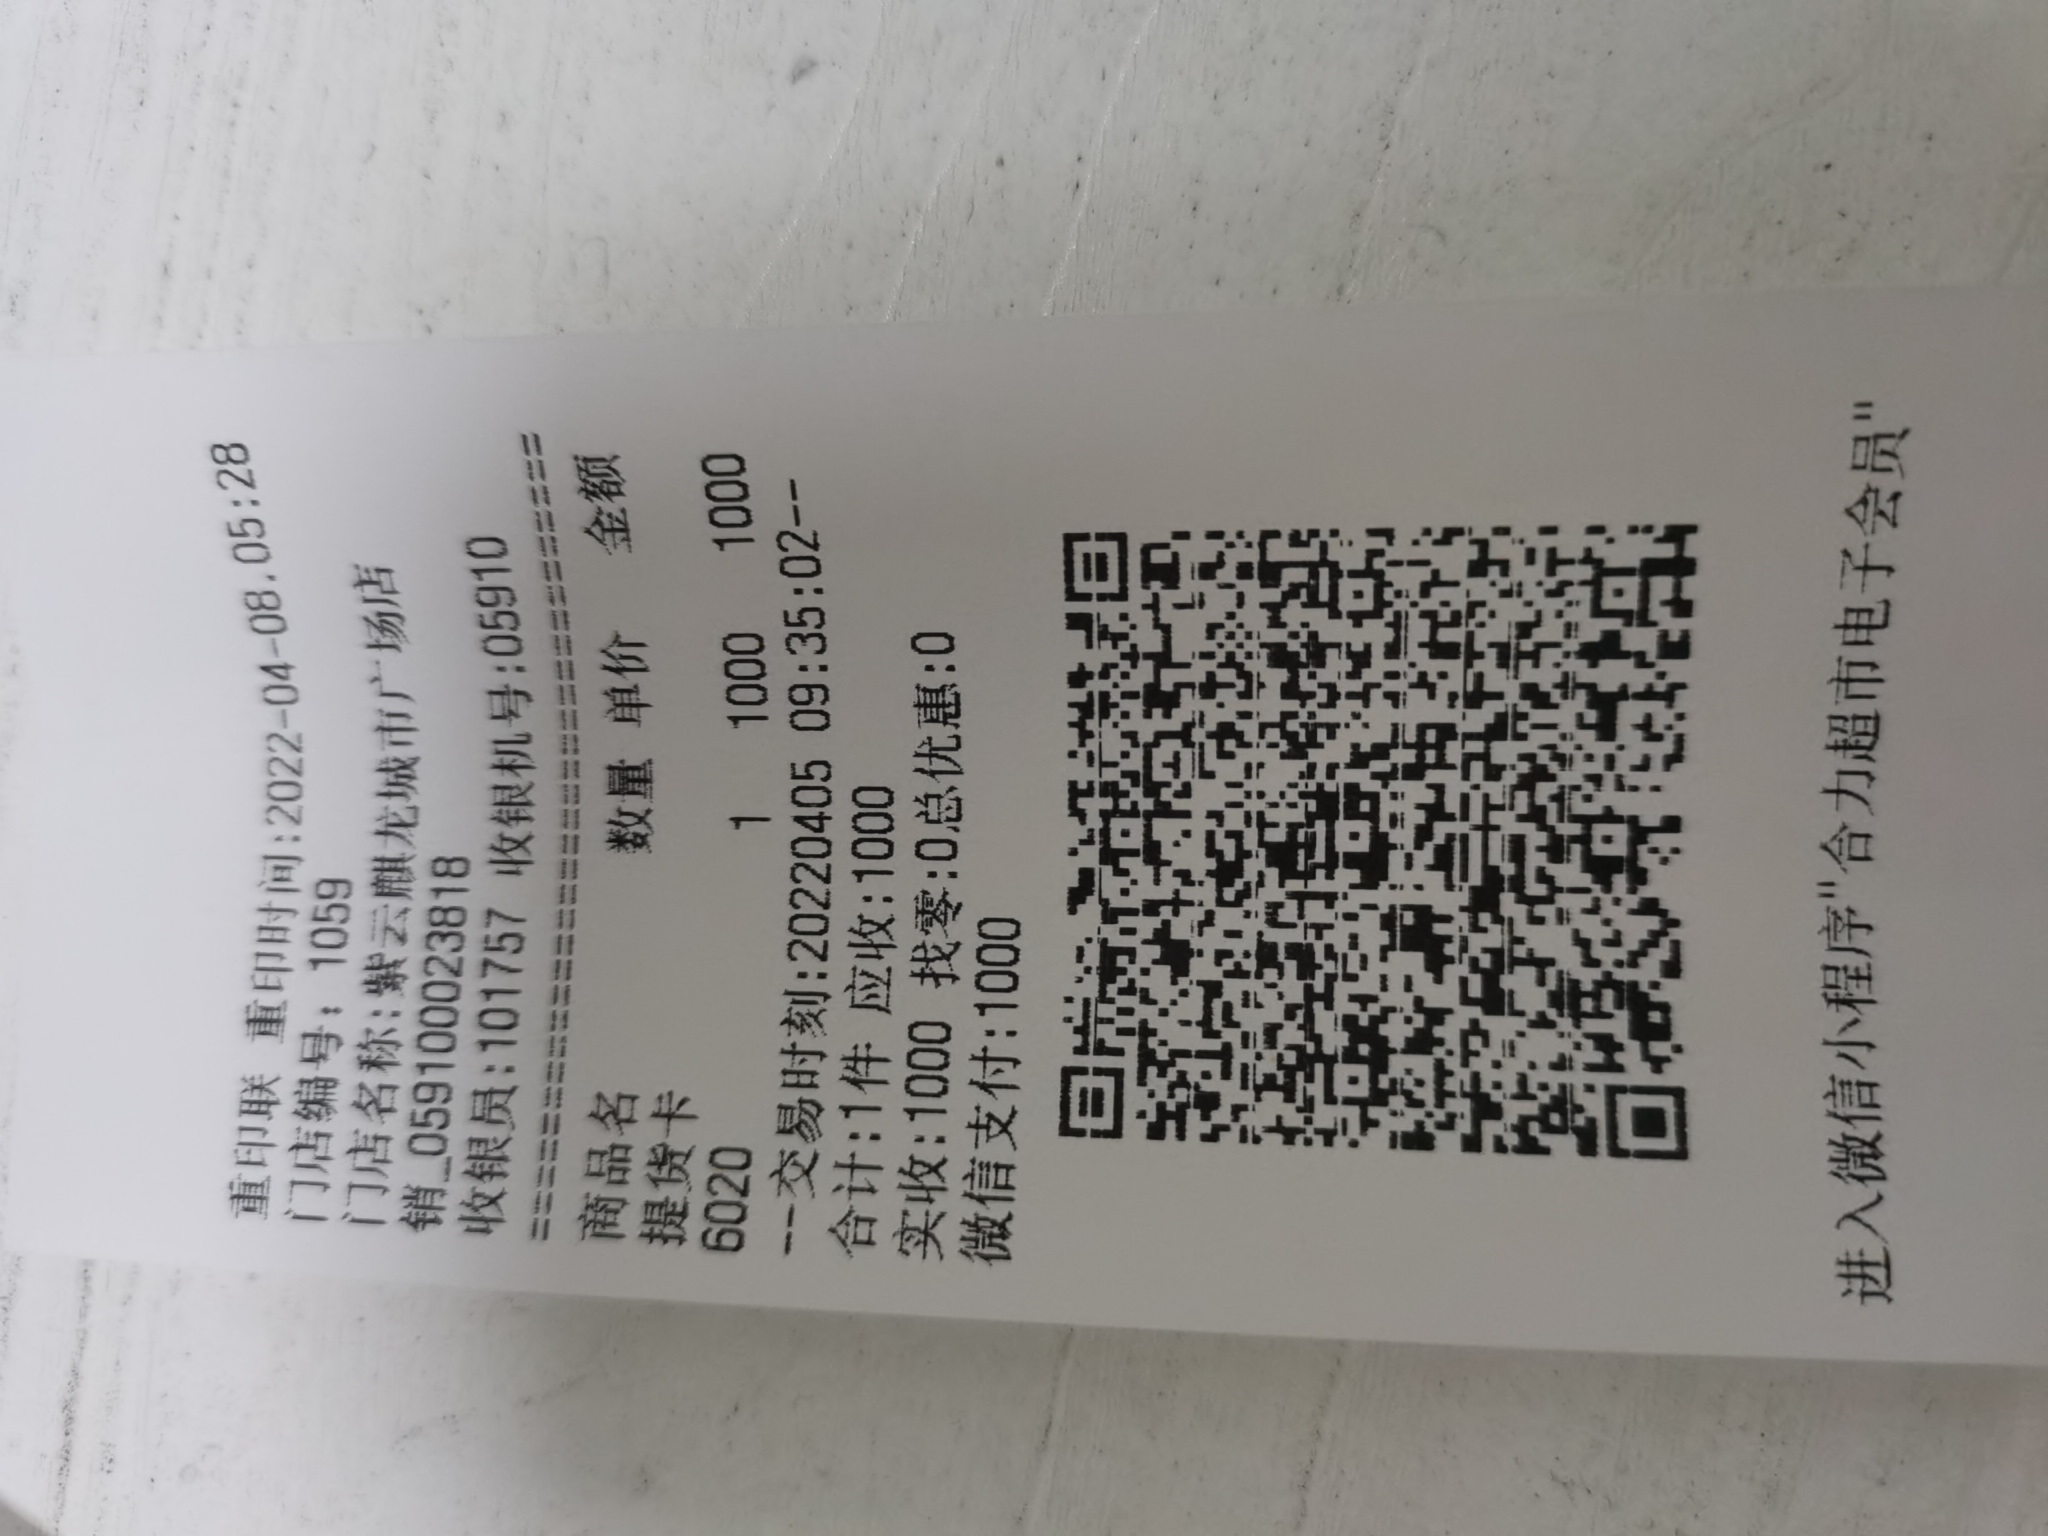 重印联 重印时间:2022-04-08.05:28
门店编号: 1059
门店名称:紫云麒龙城市广场店
销_0591000023818
收银员:101757 收银机号:05910
========================================
商品名 数量 单价 金额
提货卡
6020 1 1000 1000
--交易时刻:20220405 09:35:02--
合计:1件 应收:1000
实收:1000 找零:0总优惠:0
微信支付:1000
进入微信小程序"合力超市电子会员"